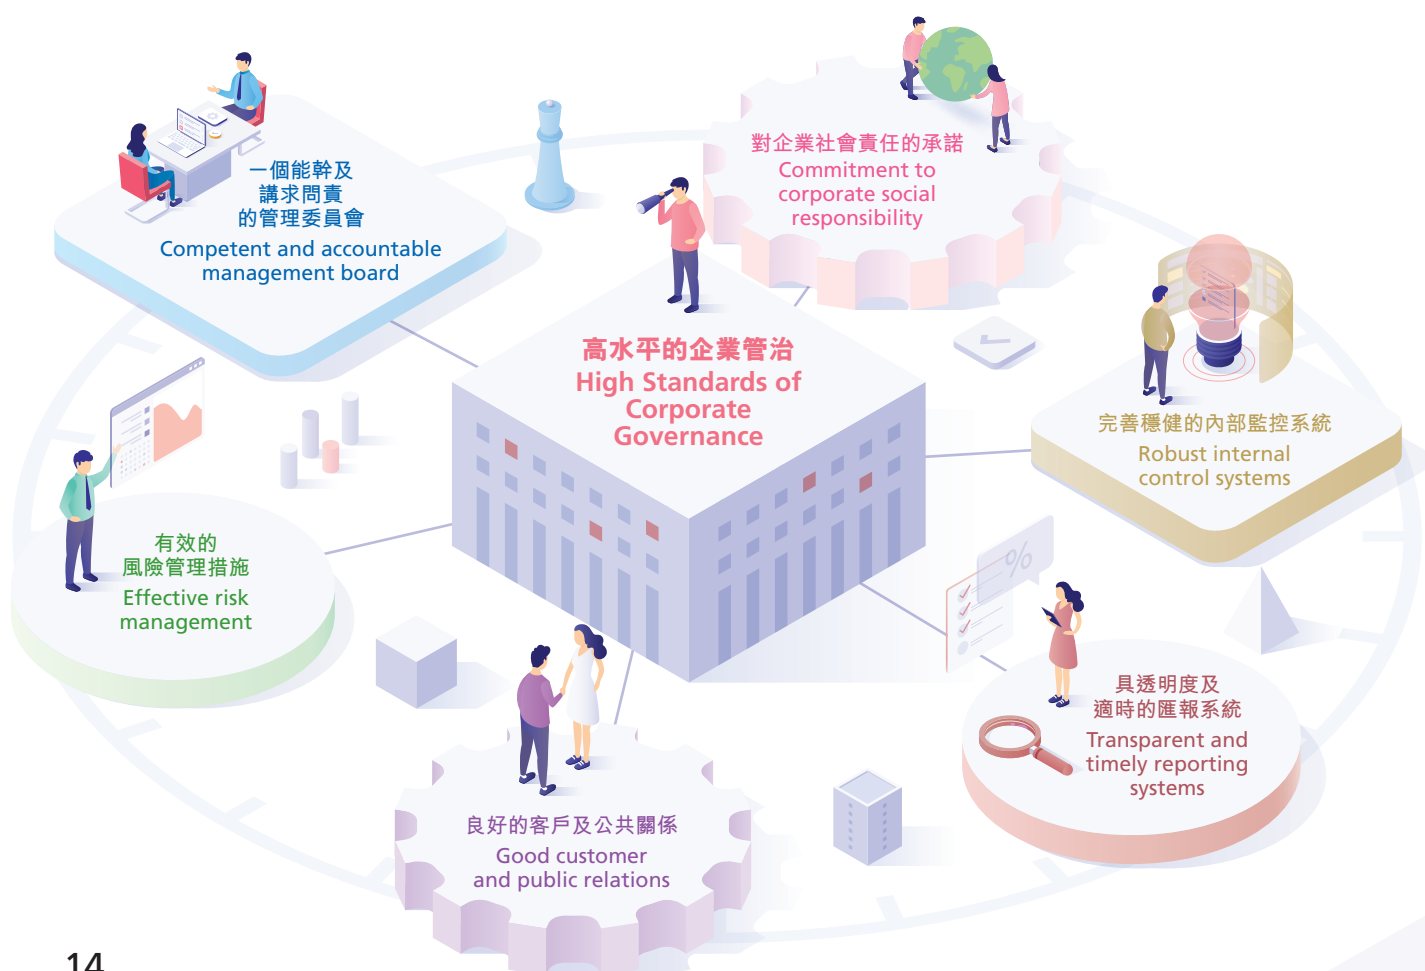 對企業社會責任的承諾
Commitment to
corporate social
responsibility
一個能幹及
講求問責
的管理委員會
Competent and accountable
management board
高水平的企業管治
High Standards of
Corporate
Governance
完善穩健的內部監控系統
Robust internal
control systems
有效的
風險管理措施
Effective risk
management
%
具透明度及
適時的匯報系統
Transparent and
timely reporting
systems
良好的客戶及公共關係
Good customer
and public relations
14